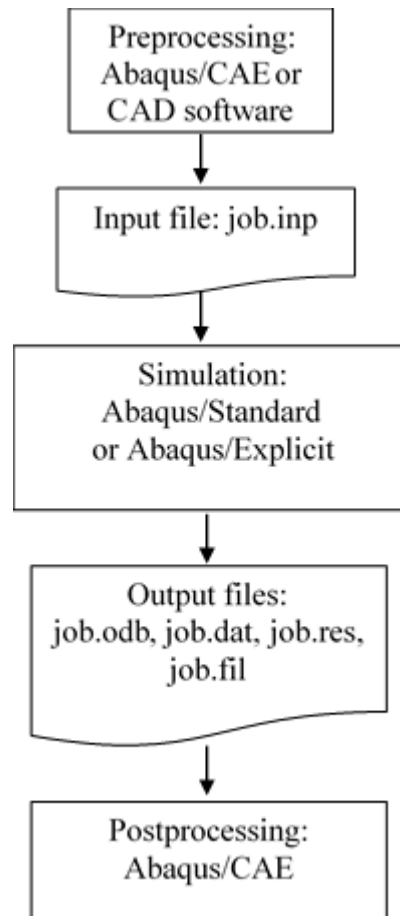 Preprocessing:
Abaqus/CAE or
CAD software
Input file: job.inp
Simulation:
Abaqus/Standard
or Abaqus/Explicit
Output files:
job.odb, job.dat, job.res,
job.fil
Postprocessing:
Abaqus/CAE